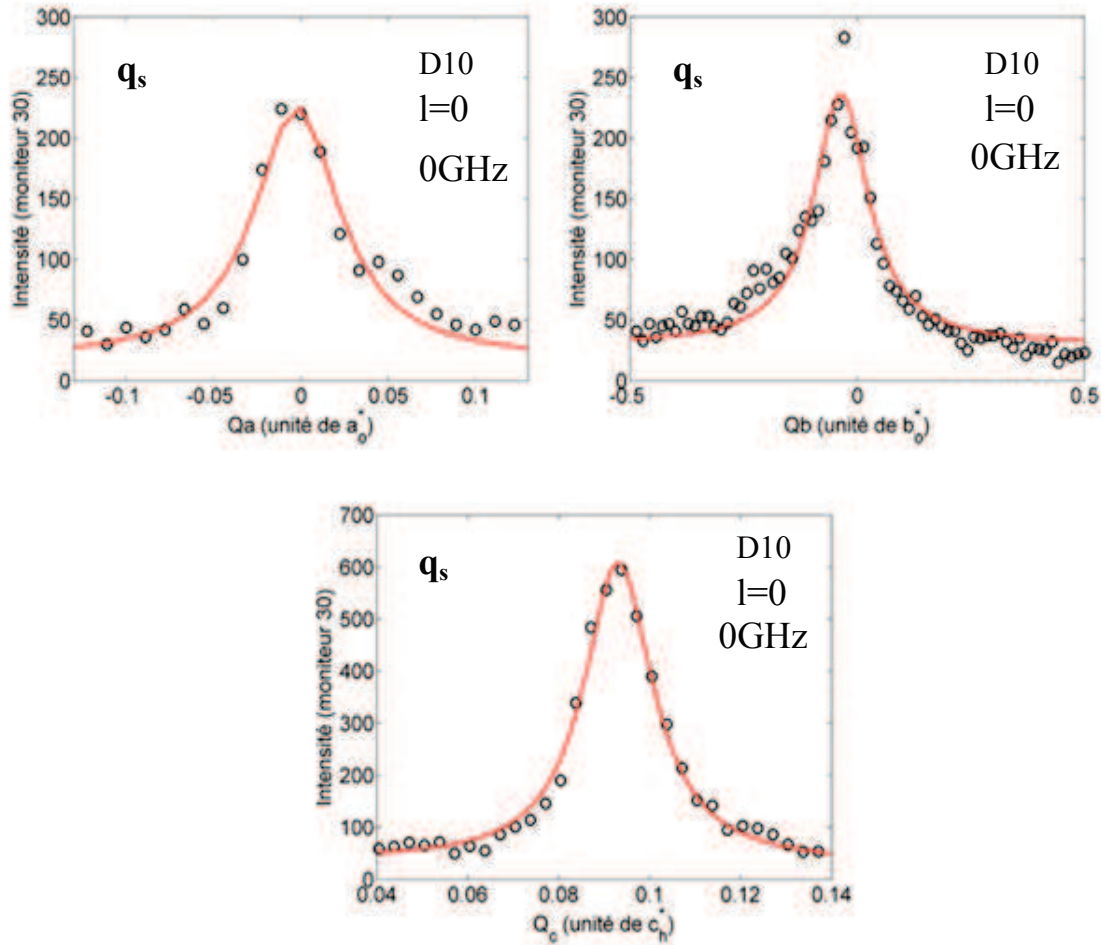 300
250
200
150
100
50
0
Intensité (moniteur 30)
q_s
D10
l=0
0GHz
-0.1 -0.05 0 0.05 0.1
Qa (unité de a*_o)
300
250
200
150
100
50
0
Intensité (moniteur 30)
q_s
D10
l=0
0GHz
-0.5 0 0.5
Qb (unité de b*_o)
700
600
500
400
300
200
100
0
Intensité (moniteur 30)
q_s
D10
l=0
0GHz
0.04 0.06 0.08 0.1 0.12 0.14
Q_c (unité de c*_h)